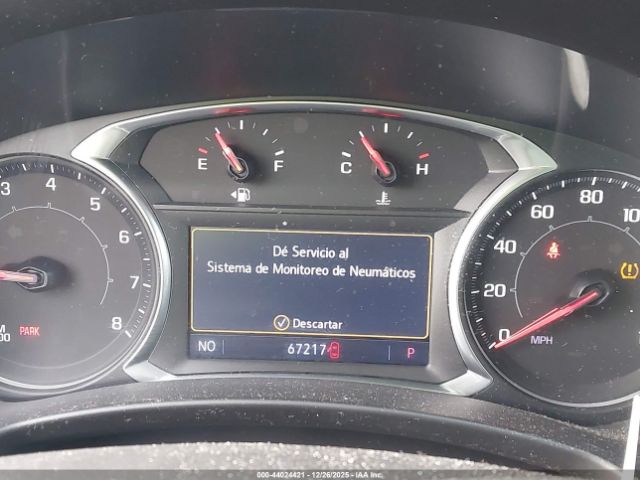 E F
C H
3 4 5 6 7 8
PARK
Dé Servicio al
Sistema de Monitoreo de Neumáticos
Descartar
NO 67217 P
0 20 40 60 80
MPH
000-44024421 - 12/26/2025 - IAA Inc.